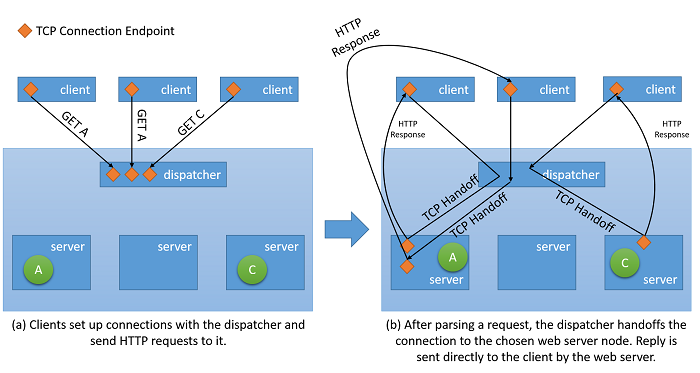 TCP Connection Endpoint
client
client
client
GET A
GET A
GET C
dispatcher
server
server
server
A
C
(a) Clients set up connections with the dispatcher and
send HTTP requests to it.
HTTP
Response
client
client
client
HTTP
Response
HTTP
Response
dispatcher
TCP Handoff
TCP Handoff
TCP Handoff
A
server
server
C
server
(b) After parsing a request, the dispatcher handoffs the
connection to the chosen web server node. Reply is
sent directly to the client by the web server.